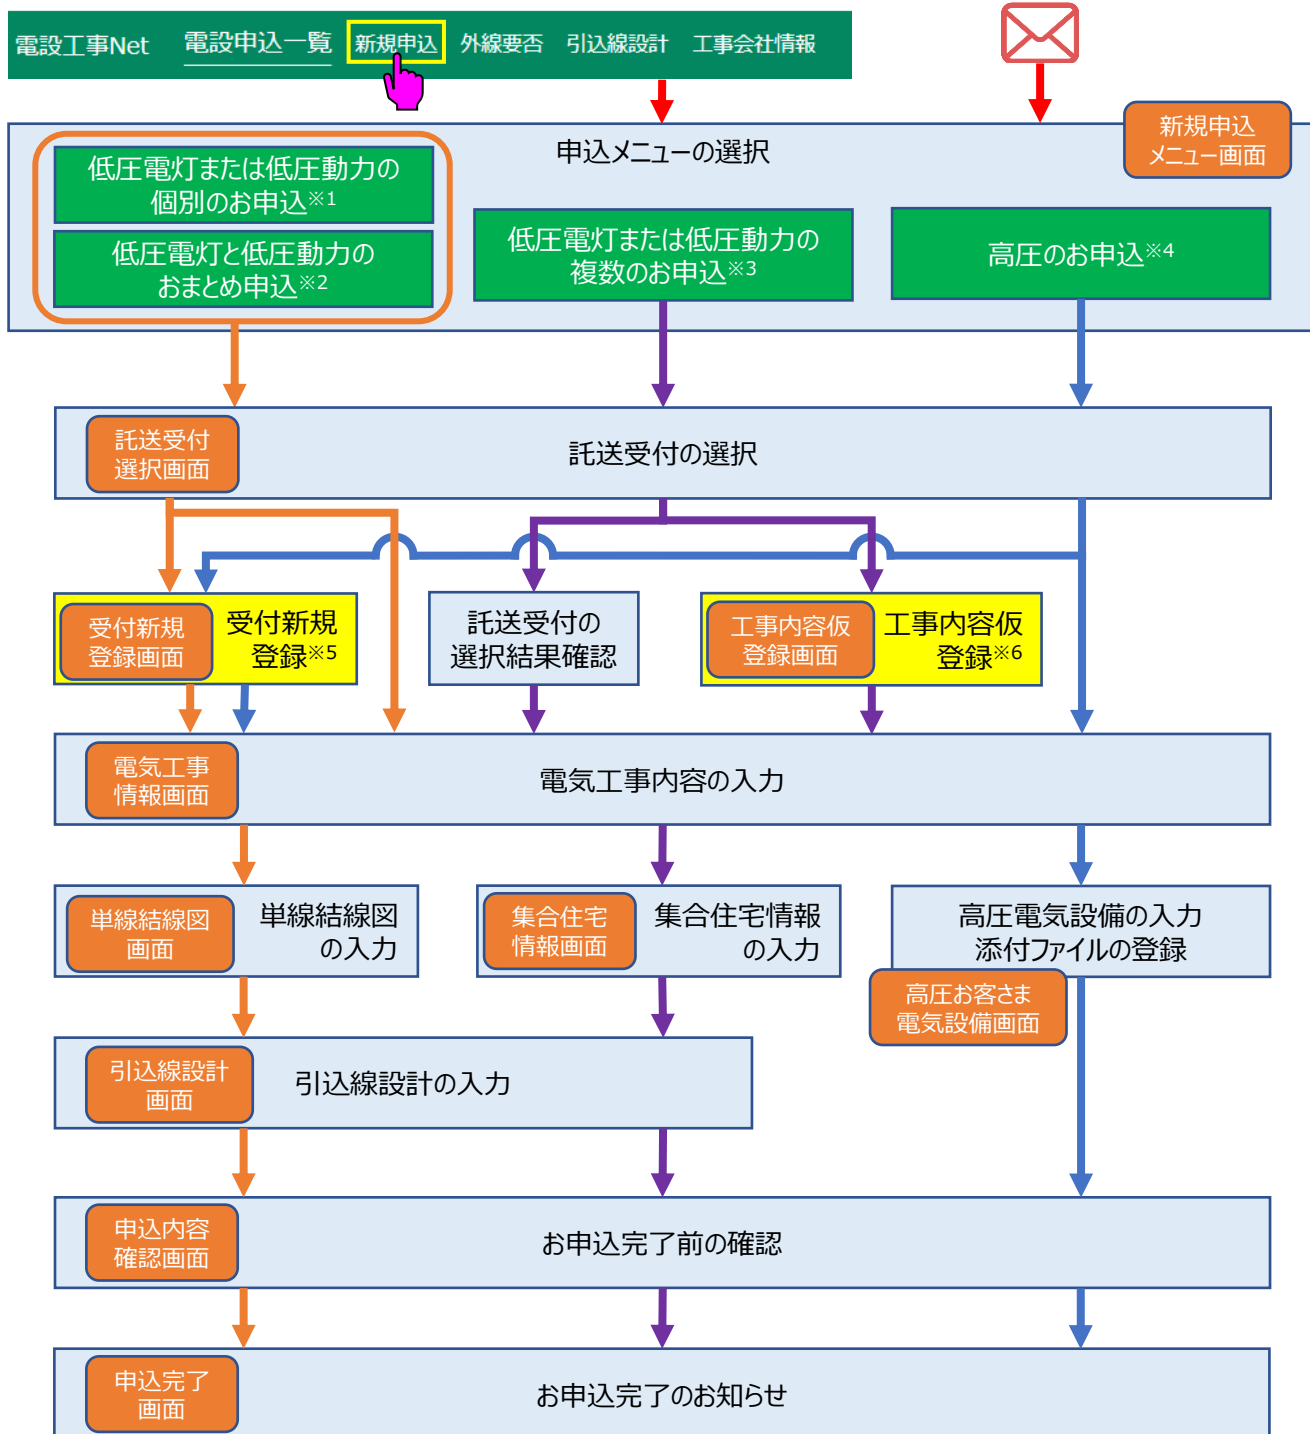 電設工事Net 電設申込一覧 新規申込 外線要否 引込線設計 工事会社情報
申込メニューの選択
新規申込
メニュー画面
低圧電灯または低圧動力の
個別のお申込※1
低圧電灯と低圧動力の
おまとめ申込※2
低圧電灯または低圧動力の
複数のお申込※3
高圧のお申込※4
託送受付
選択画面
託送受付の選択
受付新規
登録画面
受付新規
登録※5
託送受付の
選択結果確認
工事内容仮
登録画面
工事内容仮
登録※6
電気工事
情報画面
電気工事内容の入力
単線結線図
画面
単線結線図
の入力
集合住宅
情報画面
集合住宅情報
の入力
高圧電気設備の入力
添付ファイルの登録
高圧お客さま
電気設備画面
引込線設計
画面
引込線設計の入力
申込内容
確認画面
お申込完了前の確認
申込完了
画面
お申込完了のお知らせ